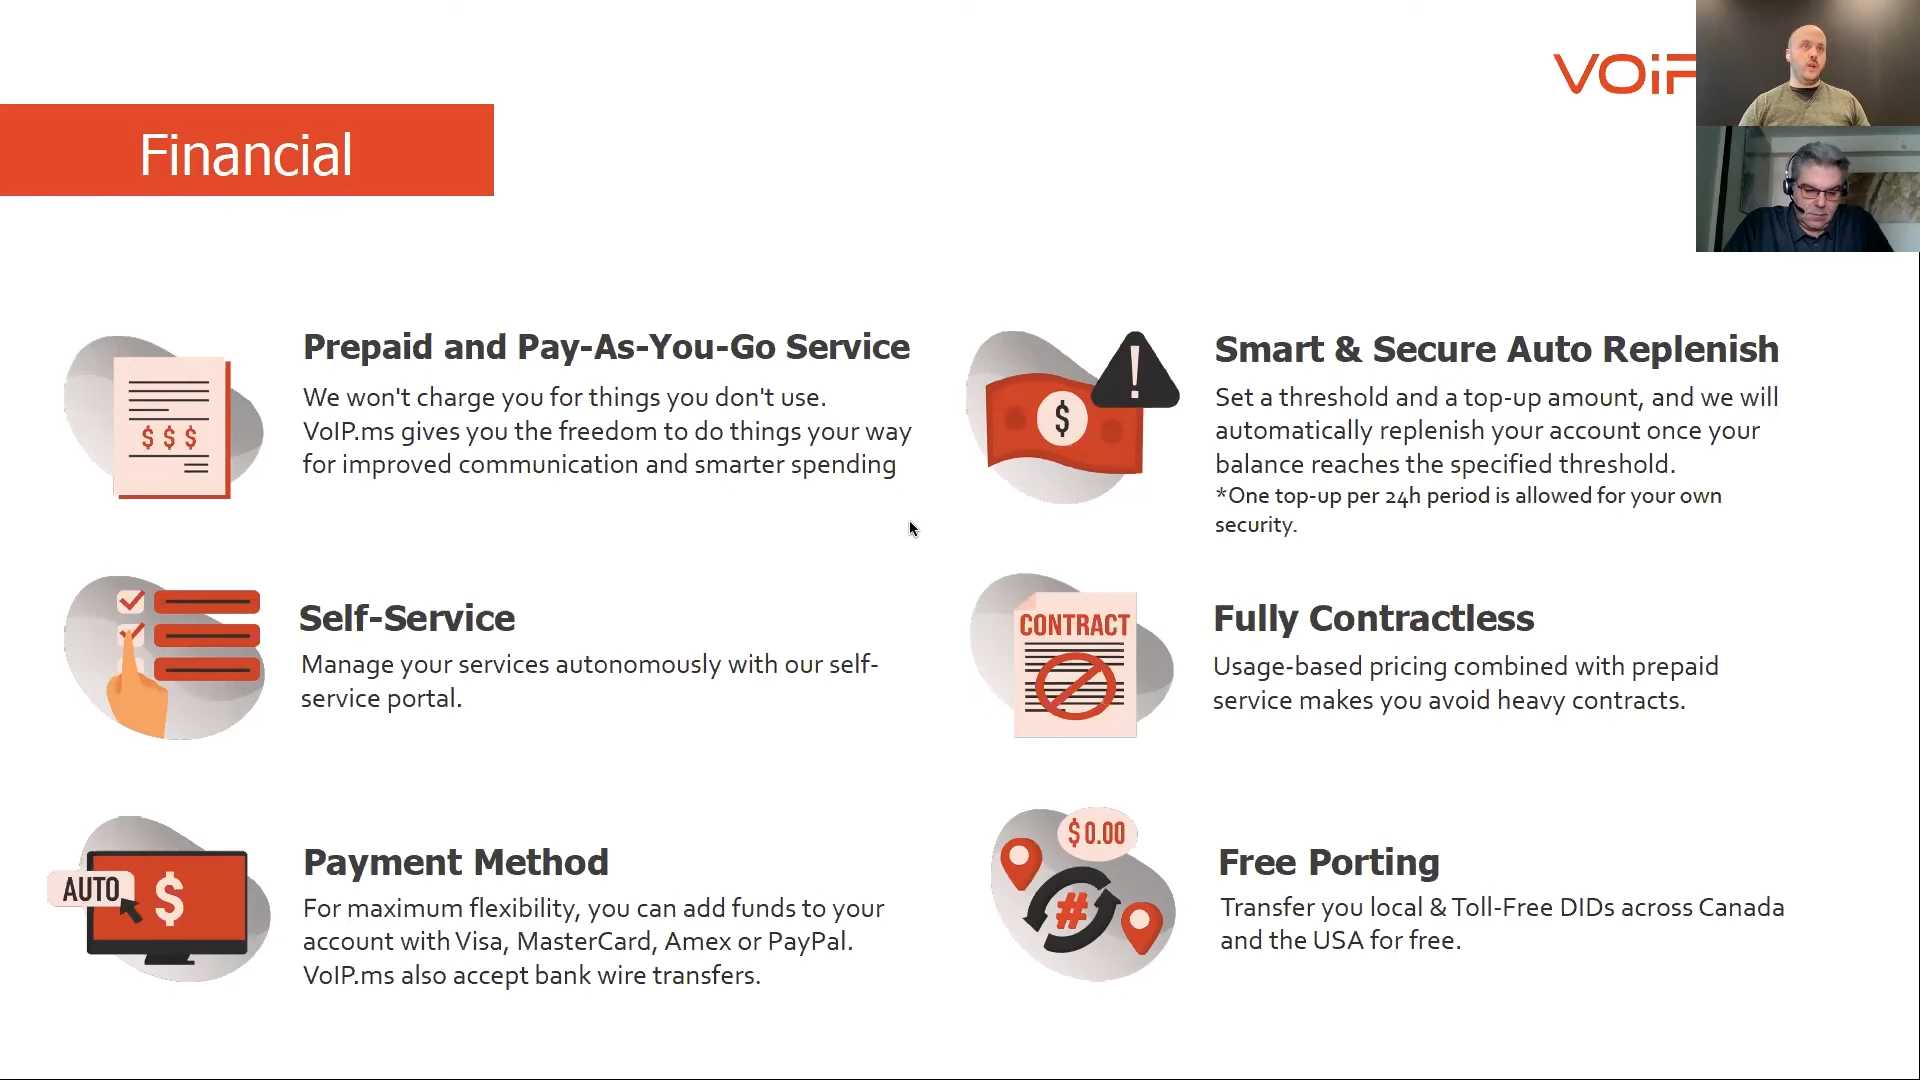 VOiP
Financial
Prepaid and Pay-As-You-Go Service
We won't charge you for things you don't use.
VoIP.ms gives you the freedom to do things your way
for improved communication and smarter spending
$ $ $
Smart & Secure Auto Replenish
Set a threshold and a top-up amount, and we will
automatically replenish your account once your
balance reaches the specified threshold.
*One top-up per 24h period is allowed for your own
security.
!
$
Self-Service
Manage your services autonomously with our self-
service portal.
Fully Contractless
Usage-based pricing combined with prepaid
service makes you avoid heavy contracts.
CONTRACT
Payment Method
For maximum flexibility, you can add funds to your
account with Visa, MasterCard, Amex or PayPal.
VoIP.ms also accept bank wire transfers.
AUTO $
Free Porting
Transfer you local & Toll-Free DIDs across Canada
and the USA for free.
$0.00
#